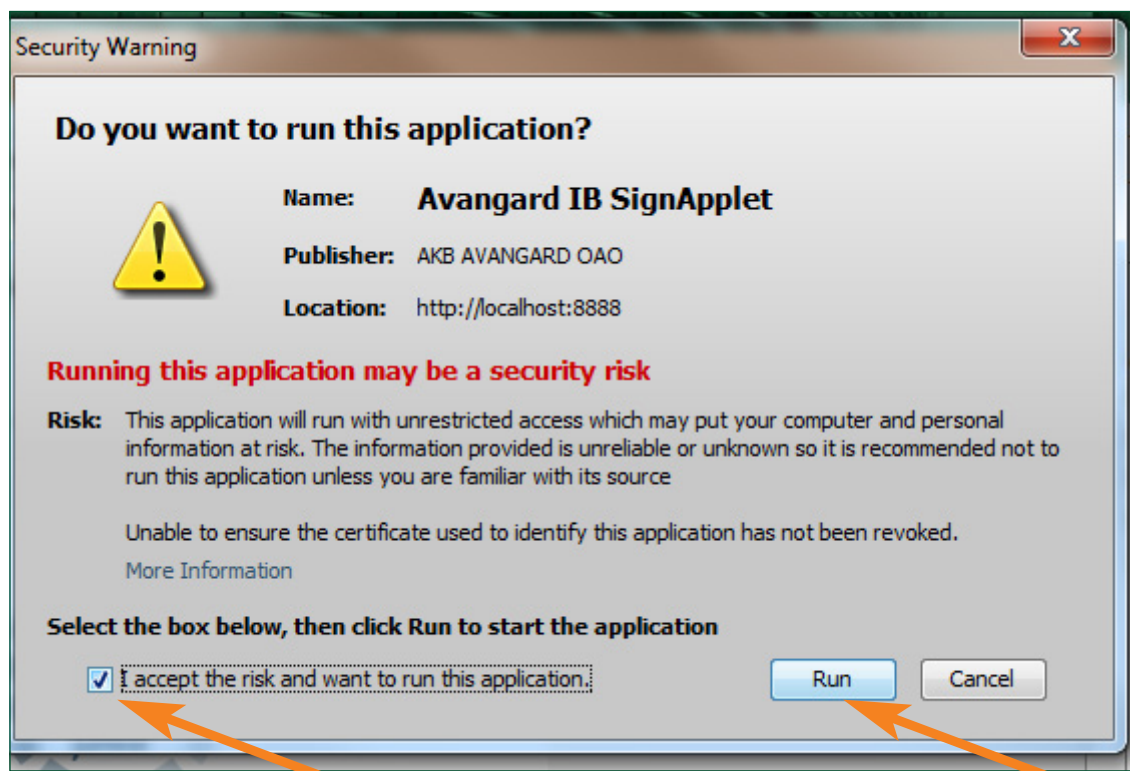 Security Warning
Do you want to run this application?
Name: Avangard IB SignApplet
Publisher: AKB AVANGARD OAO
Location: http://localhost:8888
Running this application may be a security risk
Risk: This application will run with unrestricted access which may put your computer and personal
information at risk. The information provided is unreliable or unknown so it is recommended not to
run this application unless you are familiar with its source
Unable to ensure the certificate used to identify this application has not been revoked.
More Information
Select the box below, then click Run to start the application
I accept the risk and want to run this application.
Run Cancel